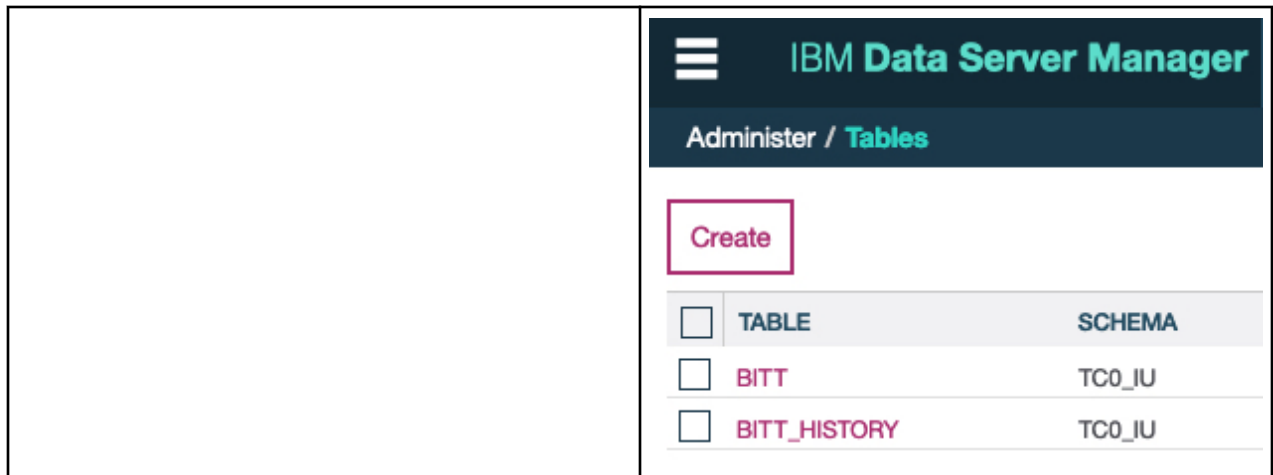 IBM Data Server Manager
Administer / Tables
Create
TABLE SCHEMA
BITT TC0_IU
BITT_HISTORY TC0_IU